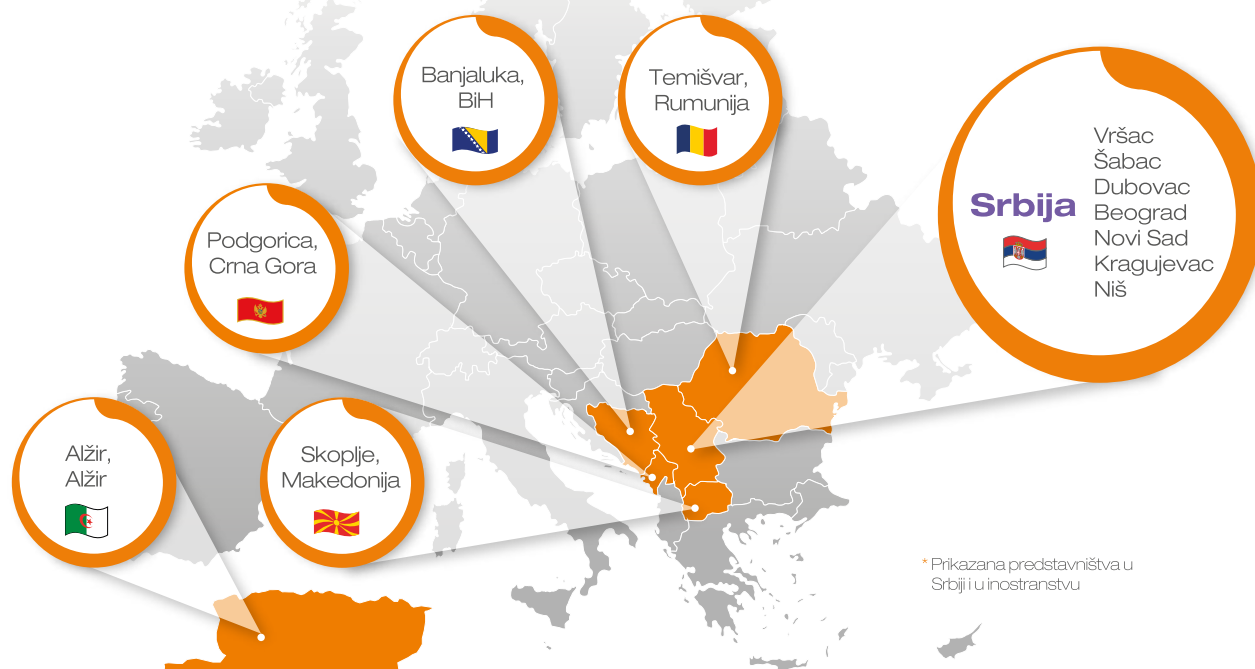 Banjaluka,
BiH
Temišvar,
Rumunija
Srbija
Vršac
Šabac
Dubovac
Beograd
Novi Sad
Kragujevac
Niš
Podgorica,
Crna Gora
Alžir,
Alžir
Skoplje,
Makedonija
* Prikazana predstavništva u
Srbiji i u inostranstvu